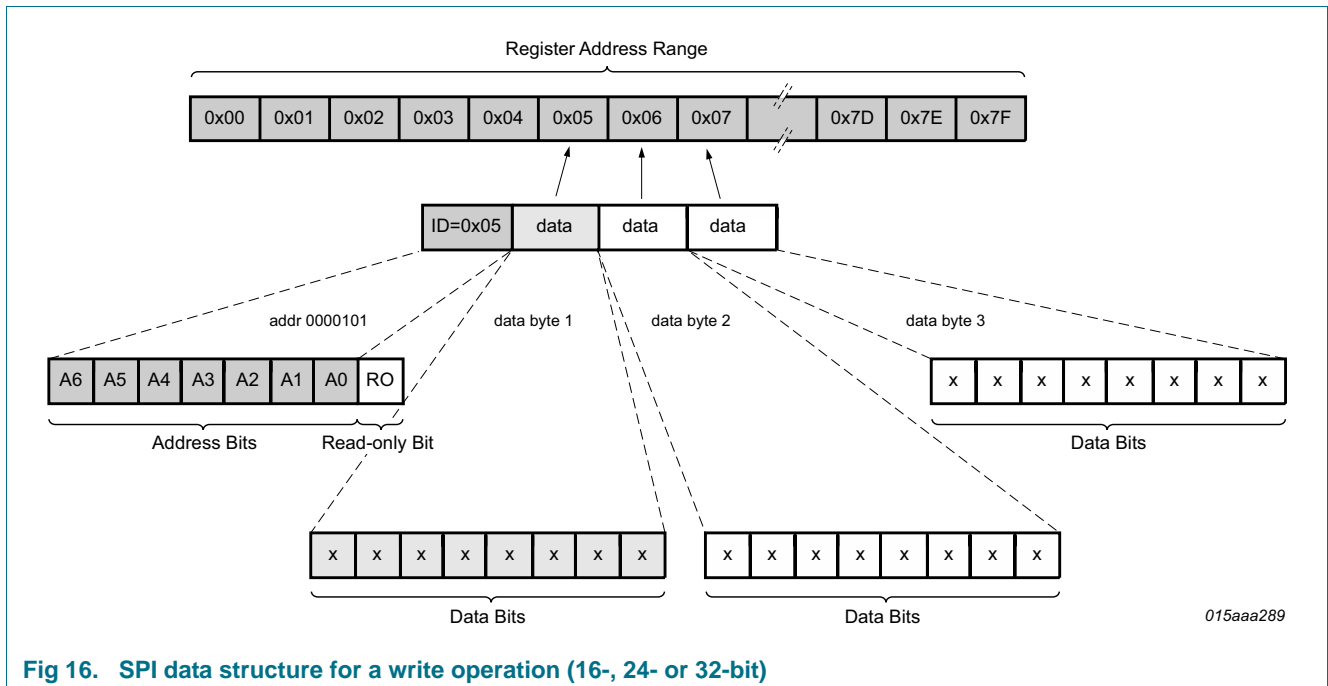 Register Address Range
0x00 0x01 0x02 0x03 0x04 0x05 0x06 0x07 0x7D 0x7E 0x7F
ID=0x05 data data data
addr 0000101 data byte 1 data byte 2 data byte 3
A6 A5 A4 A3 A2 A1 A0 RO x x x x x x x x
Address Bits Read-only Bit Data Bits
x x x x x x x x x x x x x x x x
Data Bits Data Bits 015aaa289
Fig 16. SPI data structure for a write operation (16-, 24- or 32-bit)